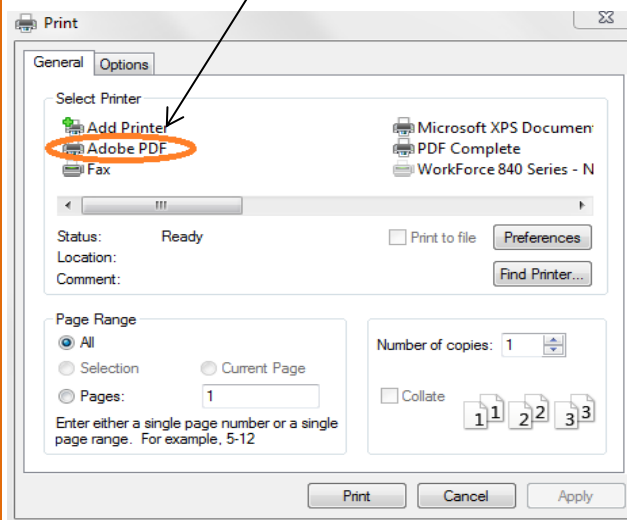 Print
General Options
Select Printer
Add Printer
Adobe PDF
Fax
Microsoft XPS Documen
PDF Complete
WorkForce 840 Series - N
Status: Ready
Location:
Comment:
Print to file
Preferences
Find Printer...
Page Range
All
Selection Current Page
Pages: 1
Enter either a single page number or a single
page range. For example, 5-12
Number of copies: 1
Collate
1 1 2 2 3 3
Print Cancel Apply